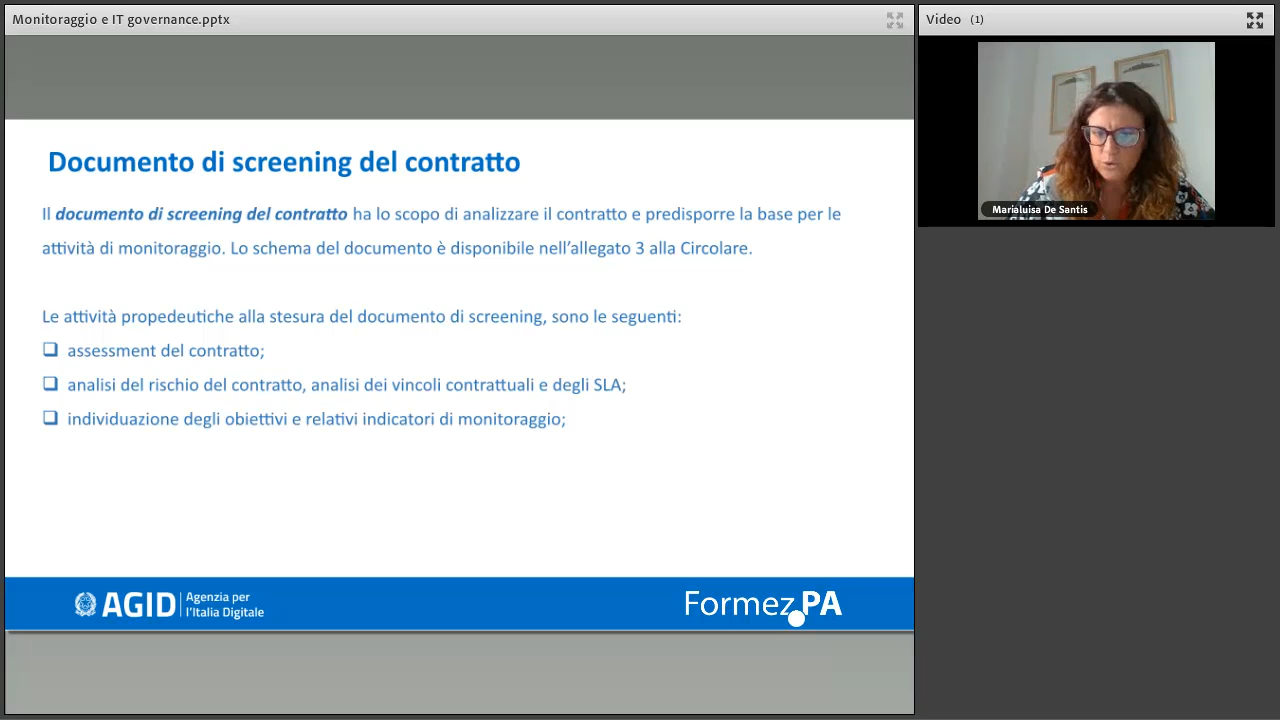 Monitoraggio e IT governance.pptx
Video (1)
Marialuisa De Santis
Documento di screening del contratto
Il documento di screening del contratto ha lo scopo di analizzare il contratto e predisporre la base per le
attività di monitoraggio. Lo schema del documento è disponibile nell’allegato 3 alla Circolare.
Le attività propedeutiche alla stesura del documento di screening, sono le seguenti:
❑ assessment del contratto;
❑ analisi del rischio del contratto, analisi dei vincoli contrattuali e degli SLA;
❑ individuazione degli obiettivi e relativi indicatori di monitoraggio;
AGID Agenzia per
l’Italia Digitale
Formez PA